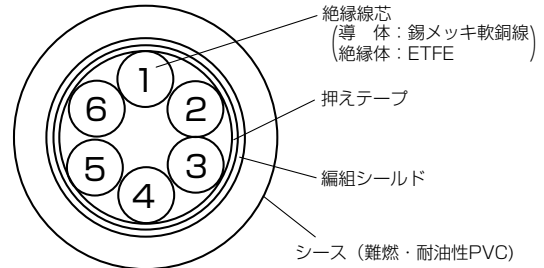 絶縁線芯
(導　体：錫メッキ軟銅線
絶縁体：ETFE)
押えテープ
編組シールド
シース（難燃・耐油性PVC)
1
2
3
4
5
6